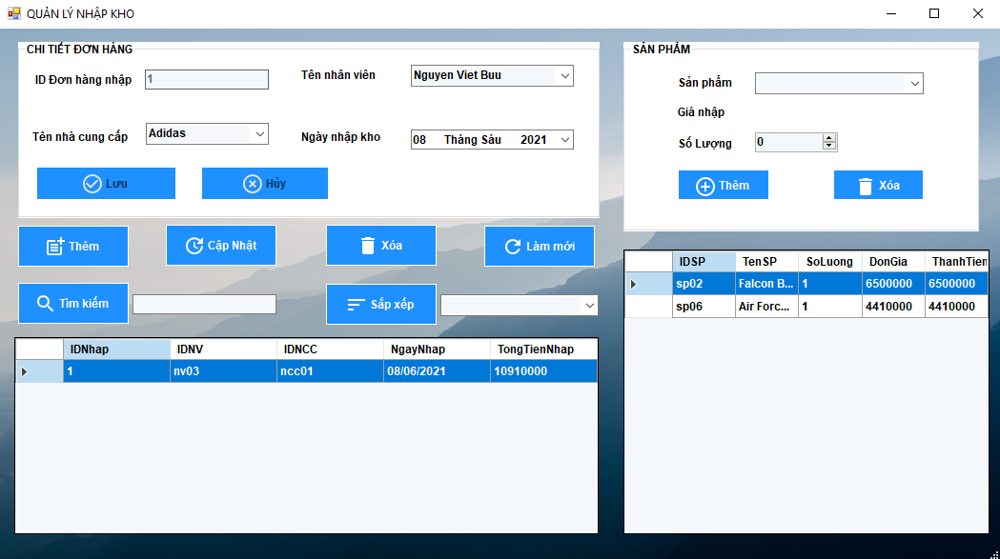 QUẢN LÝ NHẬP KHO
CHI TIẾT ĐƠN HÀNG
ID Đơn hàng nhập 1 Tên nhân viên Nguyen Viet Buu
Tên nhà cung cấp Adidas Ngày nhập kho 08 Tháng Sáu 2021
Lưu Hủy
Thêm Cập Nhật Xóa Làm mới
Tìm kiếm Sắp xếp
IDNhap IDNV IDNCC NgayNhap TongTienNhap
1 nv03 ncc01 08/06/2021 10910000
SẢN PHẨM
Sản phẩm
Giá nhập
Số Lượng 0
Thêm Xóa
IDSP TenSP SoLuong DonGia ThanhTien
sp02 Falcon B... 1 6500000 6500000
sp06 Air Forc... 1 4410000 4410000